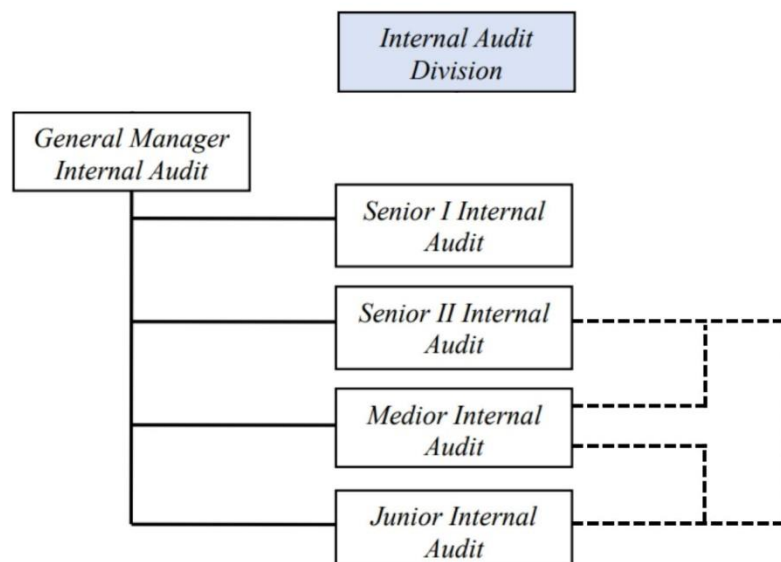 Internal Audit
Division
General Manager
Internal Audit
Senior I Internal
Audit
Senior II Internal
Audit
Medior Internal
Audit
Junior Internal
Audit